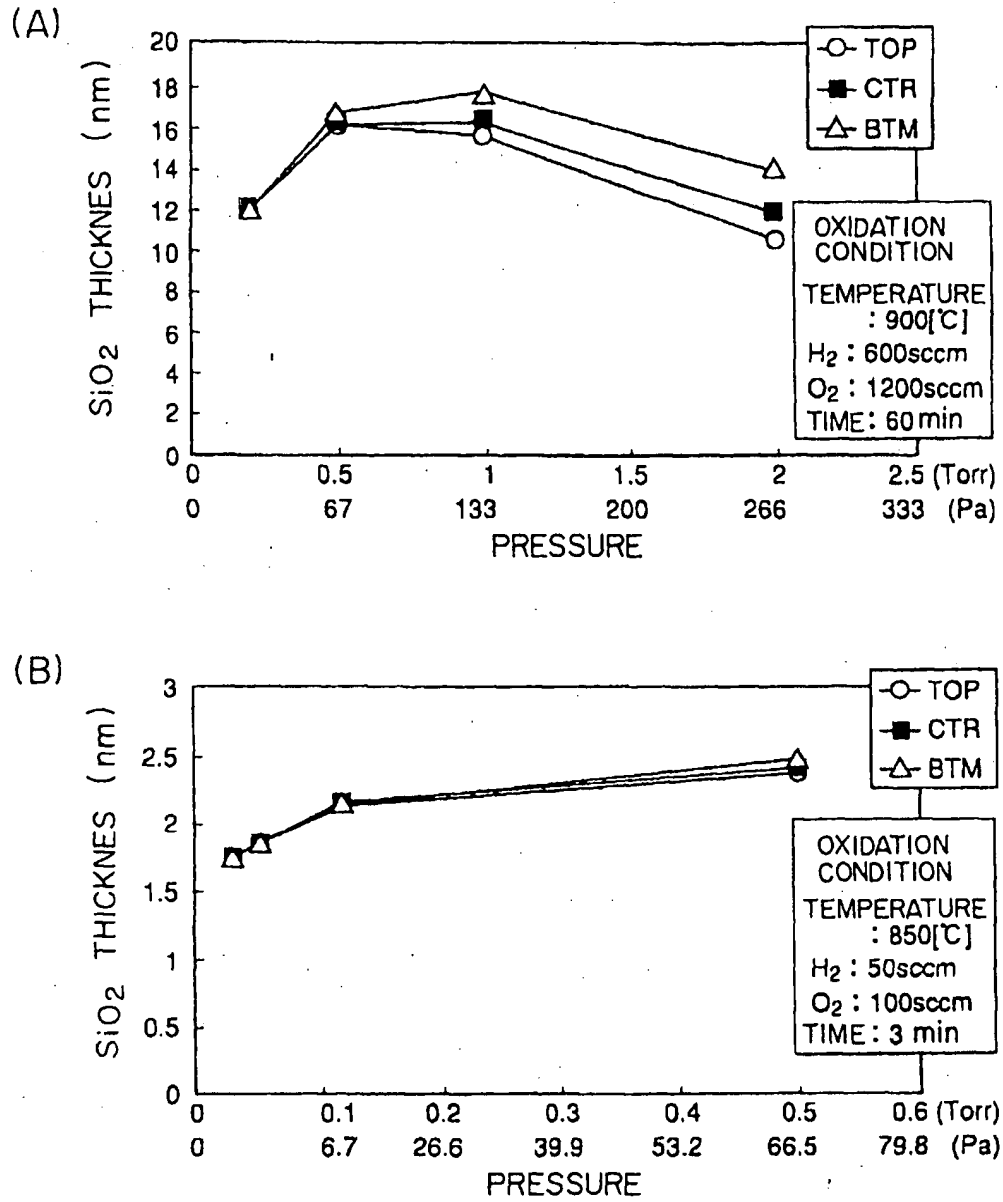 (A)
SiO2 THICKNES (nm)
20
18
16
14
12
10
8
6
4
2
0
TOP
CTR
BTM
OXIDATION
CONDITION
TEMPERATURE
: 900[℃]
H2 : 600sccm
O2 : 1200sccm
TIME : 60 min
0 0.5 1 1.5 2 2.5 (Torr)
0 67 133 200 266 333 (Pa)
PRESSURE
(B)
SiO2 THICKNES (nm)
3
2.5
2
1.5
1
0.5
0
TOP
CTR
BTM
OXIDATION
CONDITION
TEMPERATURE
: 850[℃]
H2 : 50sccm
O2 : 100sccm
TIME : 3 min
0 0.1 0.2 0.3 0.4 0.5 0.6 (Torr)
0 6.7 26.6 39.9 53.2 66.5 79.8 (Pa)
PRESSURE